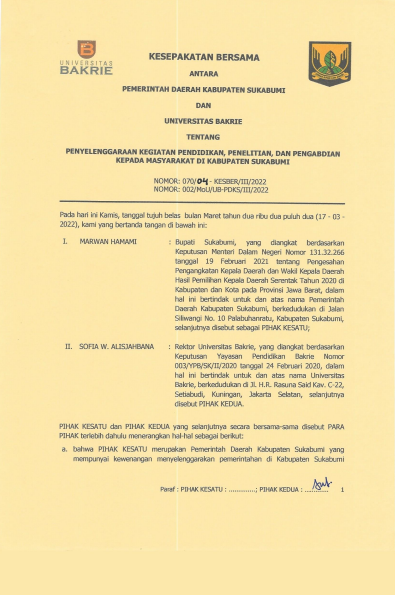 UNIVERSITAS
BAKRIE
KESEPAKATAN BERSAMA
ANTARA
PEMERINTAH DAERAH KABUPATEN SUKABUMI
DAN
UNIVERSITAS BAKRIE
TENTANG
PENYELENGGARAAN KEGIATAN PENDIDIKAN, PENELITIAN, DAN PENGABDIAN
KEPADA MASYARAKAT DI KABUPATEN SUKABUMI
NOMOR: 070/04 - KESBER/III/2022
NOMOR: 002/MoU/UB-PDKS/III/2022
Pada hari ini Kamis, tanggal tujuh belas bulan Maret tahun dua ribu dua puluh dua (17 - 03 -
2022), kami yang bertanda tangan di bawah ini:
I. MARWAN HAMAMI : Bupati Sukabumi, yang diangkat berdasarkan
Keputusan Menteri Dalam Negeri Nomor 131.32.266
tanggal 19 Februari 2021 tentang Pengesahan
Pengangkatan Kepala Daerah dan Wakil Kepala Daerah
Hasil Pemilihan Kepala Daerah Serentak Tahun 2020 di
Kabupaten dan Kota pada Provinsi Jawa Barat, dalam
hal ini bertindak untuk dan atas nama Pemerintah
Daerah Kabupaten Sukabumi, berkedudukan di Jalan
Siliwangi No. 10 Palabuhanratu, Kabupaten Sukabumi,
selanjutnya disebut sebagai PIHAK KESATU;
II. SOFIA W. ALISJAHBANA : Rektor Universitas Bakrie, yang diangkat berdasarkan
Keputusan Yayasan Pendidikan Bakrie Nomor
003/YPB/SK/II/2020 tanggal 24 Februari 2020, dalam
hal ini bertindak untuk dan atas nama Universitas
Bakrie, berkedudukan di Jl. H.R. Rasuna Said Kav. C-22,
Setiabudi, Kuningan, Jakarta Selatan, selanjutnya
disebut PIHAK KEDUA.
PIHAK KESATU dan PIHAK KEDUA yang selanjutnya secara bersama-sama disebut PARA
PIHAK terlebih dahulu menerangkan hal-hal sebagai berikut:
a. bahwa PIHAK KESATU merupakan Pemerintah Daerah Kabupaten Sukabumi yang
mempunyai kewenangan menyelenggarakan pemerintahan di Kabupaten Sukabumi
Paraf : PIHAK KESATU : .............; PIHAK KEDUA : ........... 1